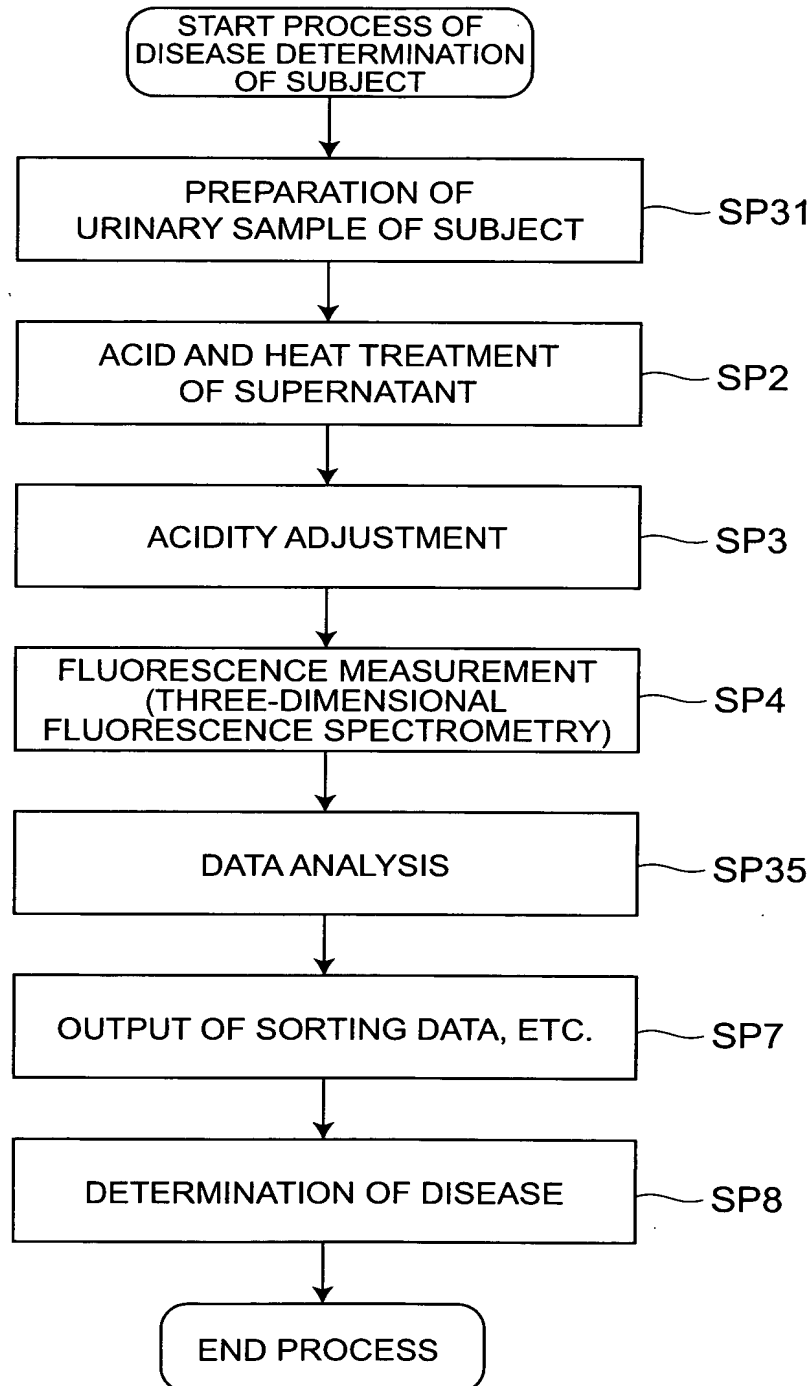 START PROCESS OF
DISEASE DETERMINATION
OF SUBJECT
PREPARATION OF
URINARY SAMPLE OF SUBJECT
SP31
ACID AND HEAT TREATMENT
OF SUPERNATANT
SP2
ACIDITY ADJUSTMENT
SP3
FLUORESCENCE MEASUREMENT
(THREE-DIMENSIONAL
FLUORESCENCE SPECTROMETRY)
SP4
DATA ANALYSIS
SP35
OUTPUT OF SORTING DATA, ETC.
SP7
DETERMINATION OF DISEASE
SP8
END PROCESS